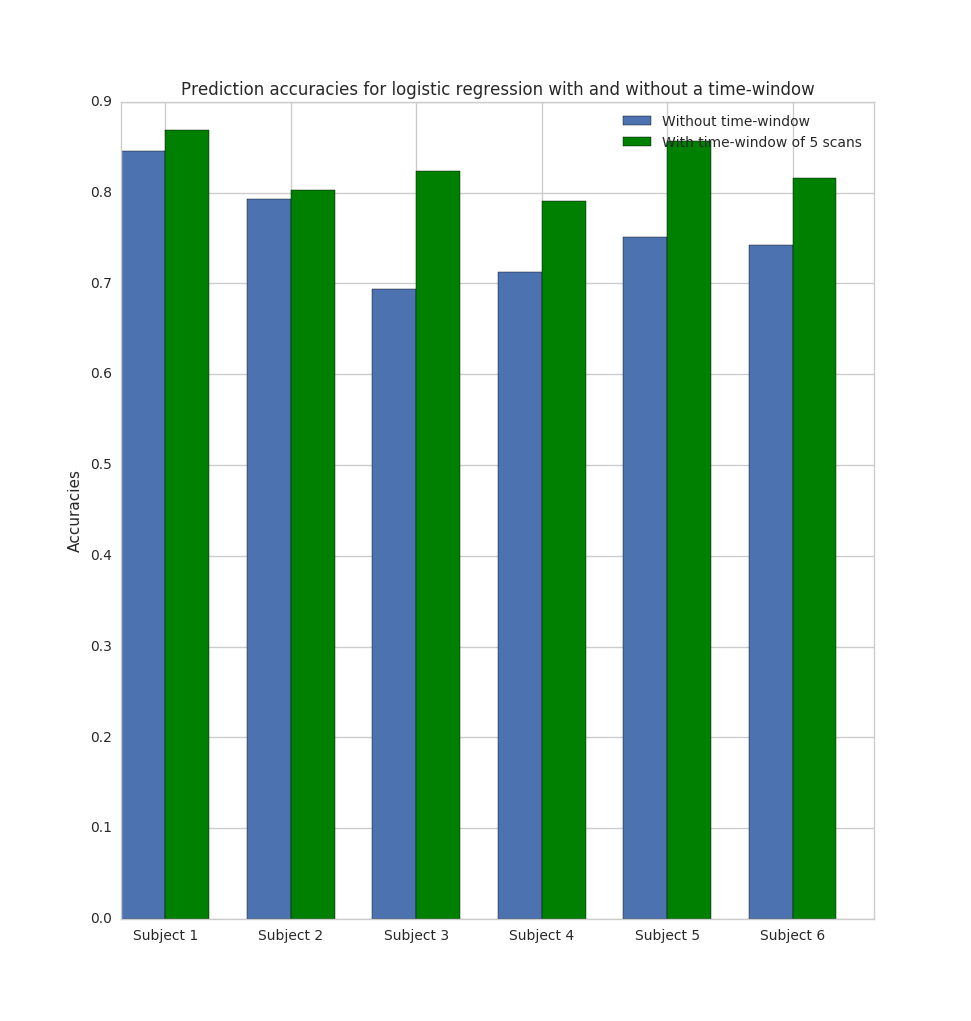 Prediction accuracies for logistic regression with and without a time-window
Without time-window
With time-window of 5 scans
Accuracies
0.9
0.8
0.7
0.6
0.5
0.4
0.3
0.2
0.1
0.0
Subject 1 Subject 2 Subject 3 Subject 4 Subject 5 Subject 6